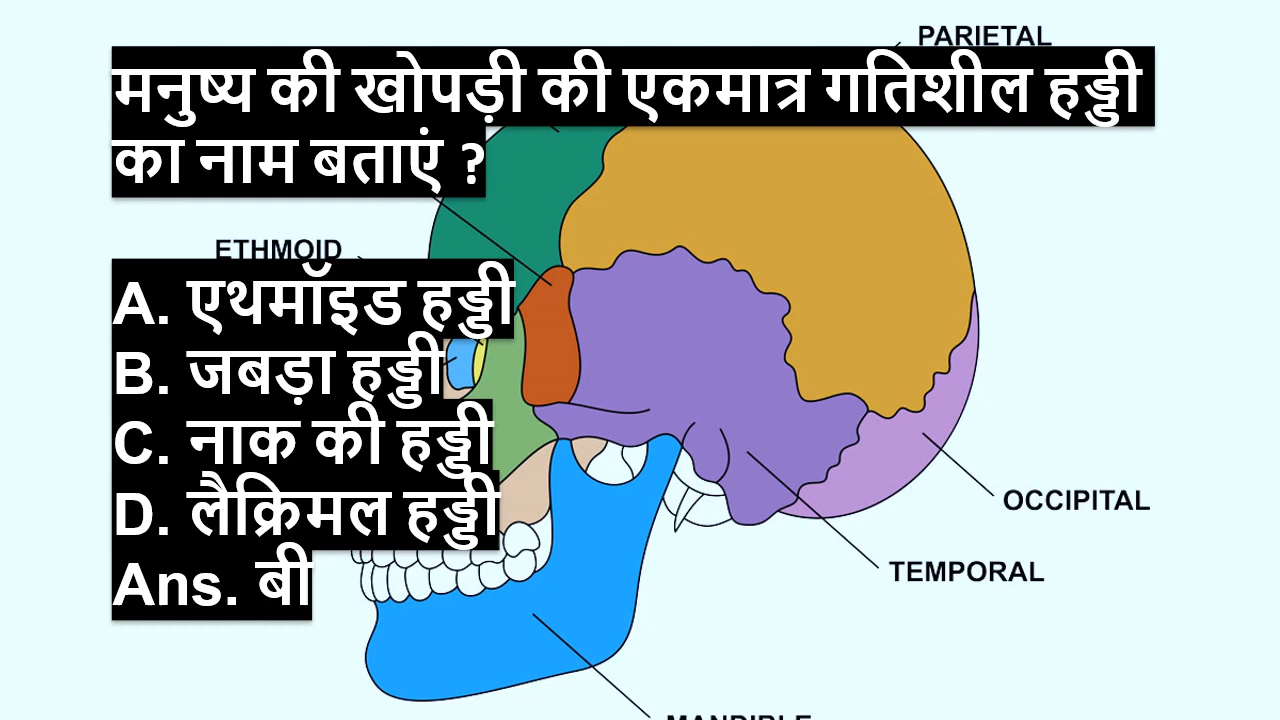 PARIETAL
मनुष्य की खोपड़ी की एकमात्र गतिशील हड्डी
का नाम बताएं ?
ETHMOID
A. एथमॉइड हड्डी
B. जबड़ा हड्डी
C. नाक की हड्डी
D. लैक्रिमल हड्डी
Ans. बी
OCCIPITAL
TEMPORAL
MANDIBLE